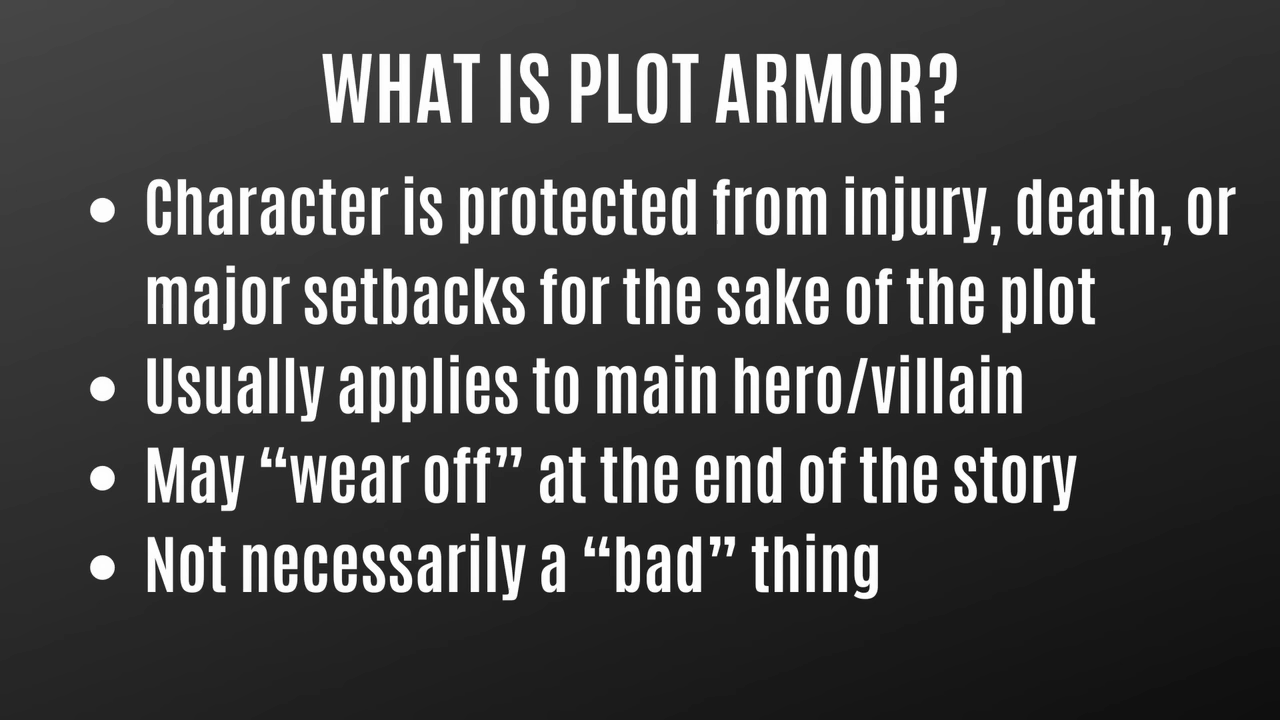 WHAT IS PLOT ARMOR?
• Character is protected from injury, death, or
major setbacks for the sake of the plot
• Usually applies to main hero/villain
• May “wear off” at the end of the story
• Not necessarily a “bad” thing